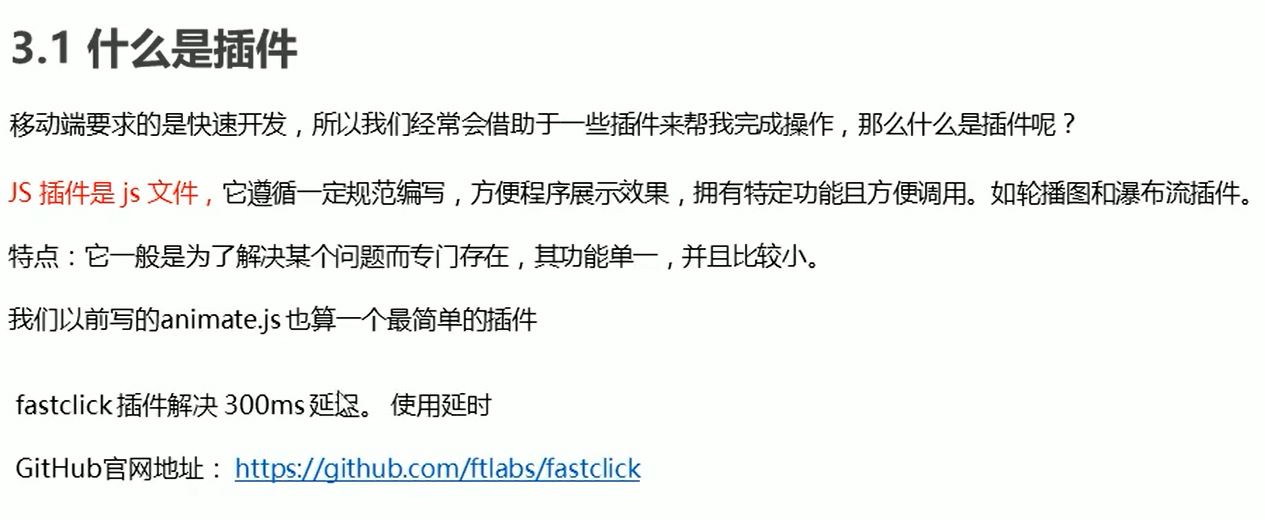 3.1 什么是插件
移动端要求的是快速开发，所以我们经常会借助于一些插件来帮我完成操作，那么什么是插件呢？
JS 插件是 js 文件，它遵循一定规范编写，方便程序展示效果，拥有特定功能且方便调用。如轮播图和瀑布流插件。
特点：它一般是为了解决某个问题而专门存在，其功能单一，并且比较小。
我们以前写的animate.js 也算一个最简单的插件
fastclick 插件解决 300ms 延迟。 使用延时
GitHub官网地址： https://github.com/ftlabs/fastclick